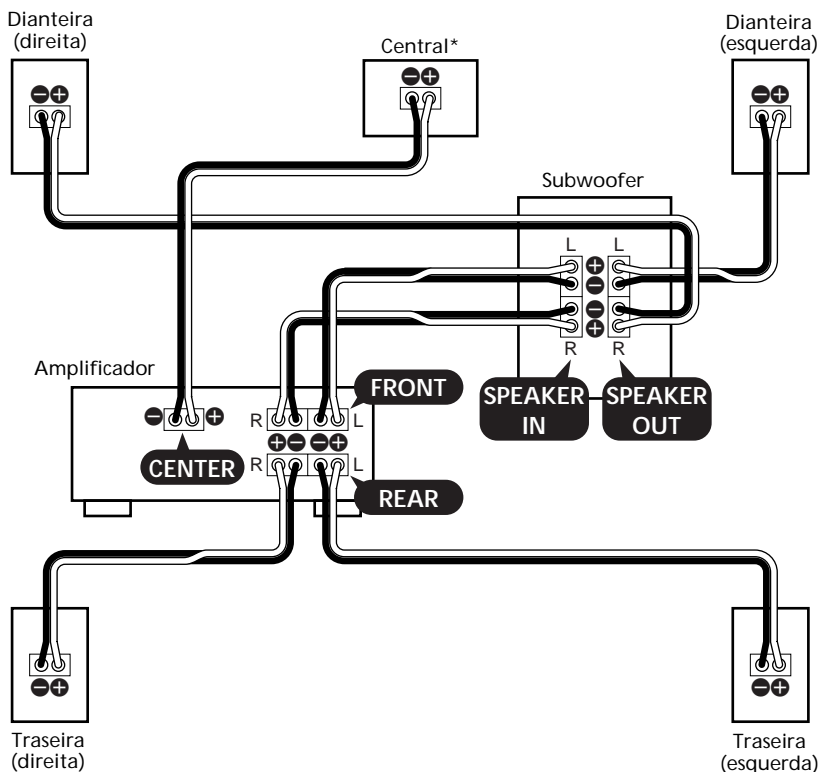 Dianteira
(direita)
Central*
Dianteira
(esquerda)
Subwoofer
L L
R R
SPEAKER
IN
SPEAKER
OUT
Amplificador
FRONT
R L
CENTER
R L
REAR
Traseira
(direita)
Traseira
(esquerda)